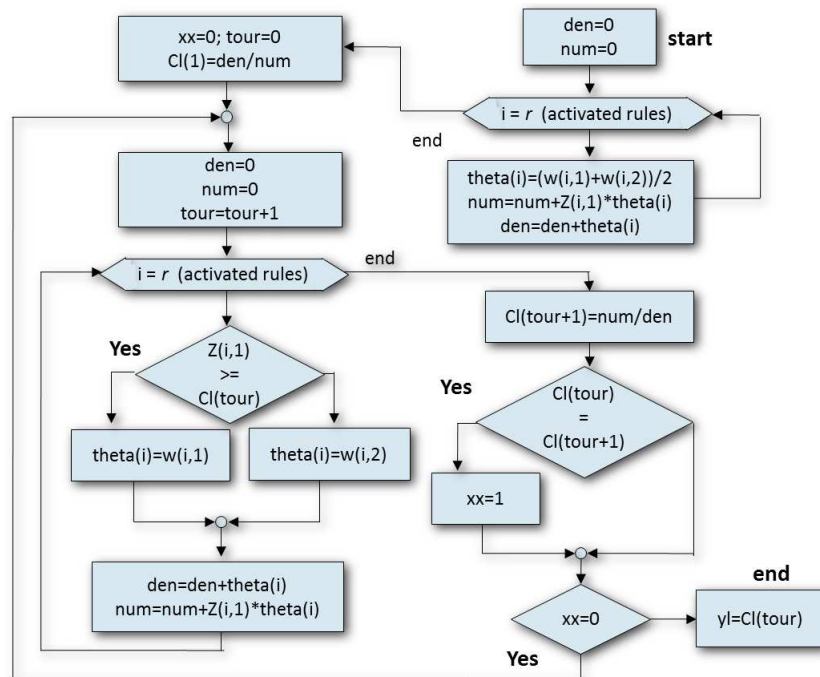 den=0
num=0
start
i = r (activated rules)
end
theta(i)=(w(i,1)+w(i,2))/2
num=num+Z(i,1)*theta(i)
den=den+theta(i)
xx=0; tour=0
Cl(1)=den/num
den=0
num=0
tour=tour+1
i = r (activated rules)
end
Yes
Z(i,1)
>=
Cl(tour)
theta(i)=w(i,1)
theta(i)=w(i,2)
den=den+theta(i)
num=num+Z(i,1)*theta(i)
Cl(tour+1)=num/den
Yes
Cl(tour)
=
Cl(tour+1)
xx=1
xx=0
Yes
end
yl=Cl(tour)